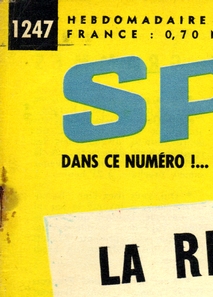 1247
HEBDOMADAIRE
FRANCE : 0,70
SP
DANS CE NUMÉRO !...
LA